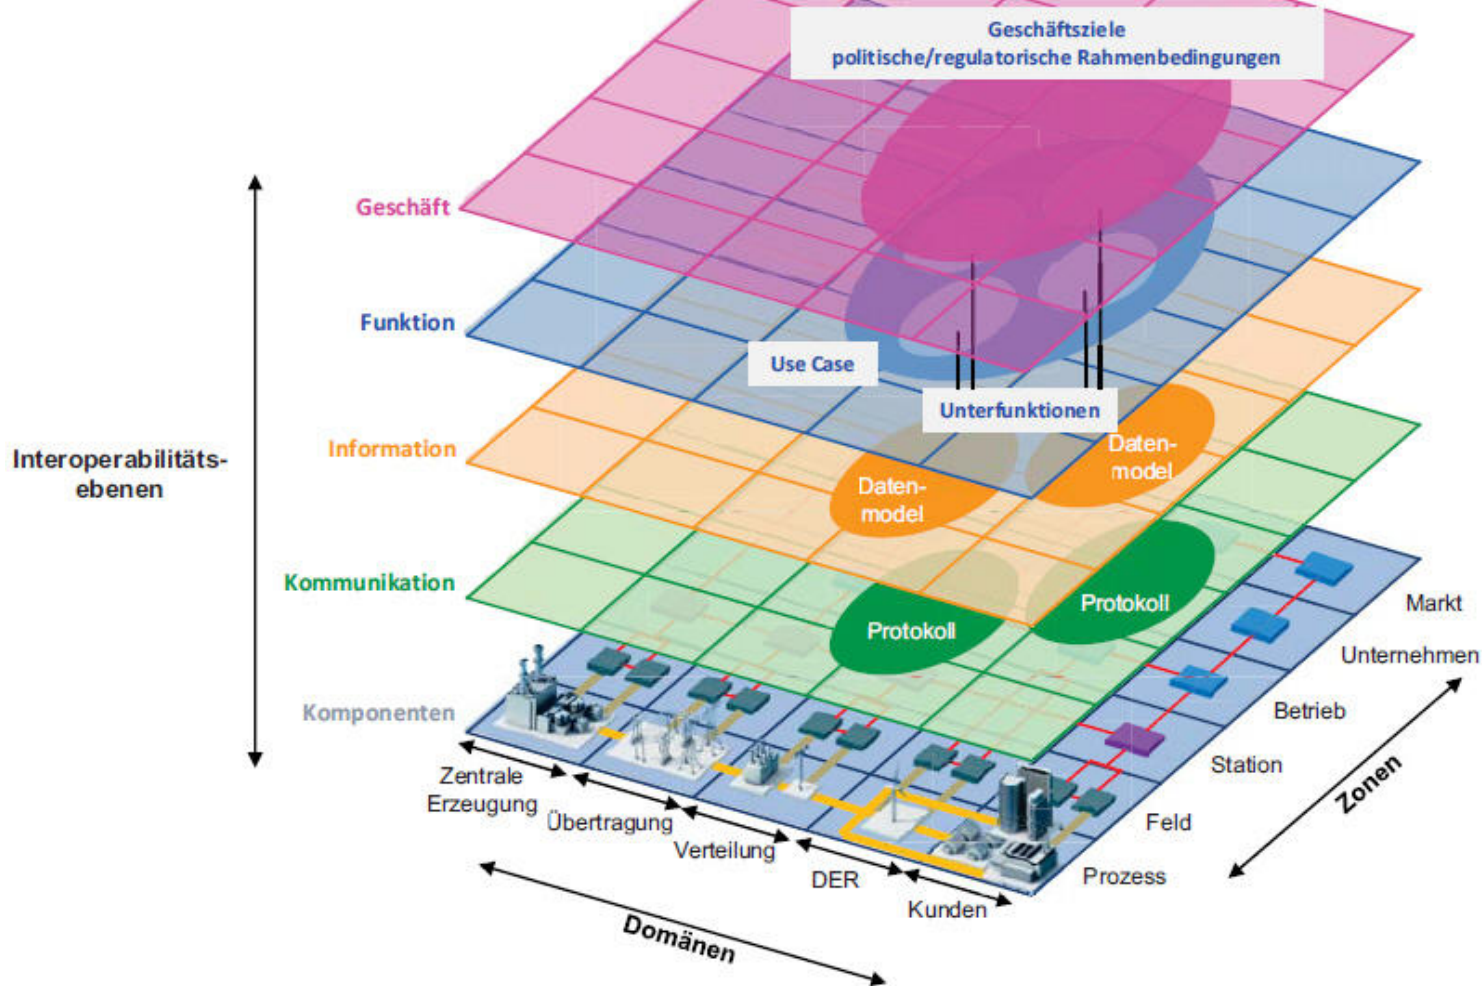 Geschäftsziele
politische/regulatorische Rahmenbedingungen
Geschäft
Funktion
Use Case
Unterfunktionen
Information
Daten-
model
Daten-
model
Interoperabilitäts-
ebenen
Kommunikation
Protokoll
Protokoll
Komponenten
Markt
Unternehmen
Betrieb
Station
Feld
Prozess
Zonen
Zentrale
Erzeugung
Übertragung
Verteilung
DER
Kunden
Domänen